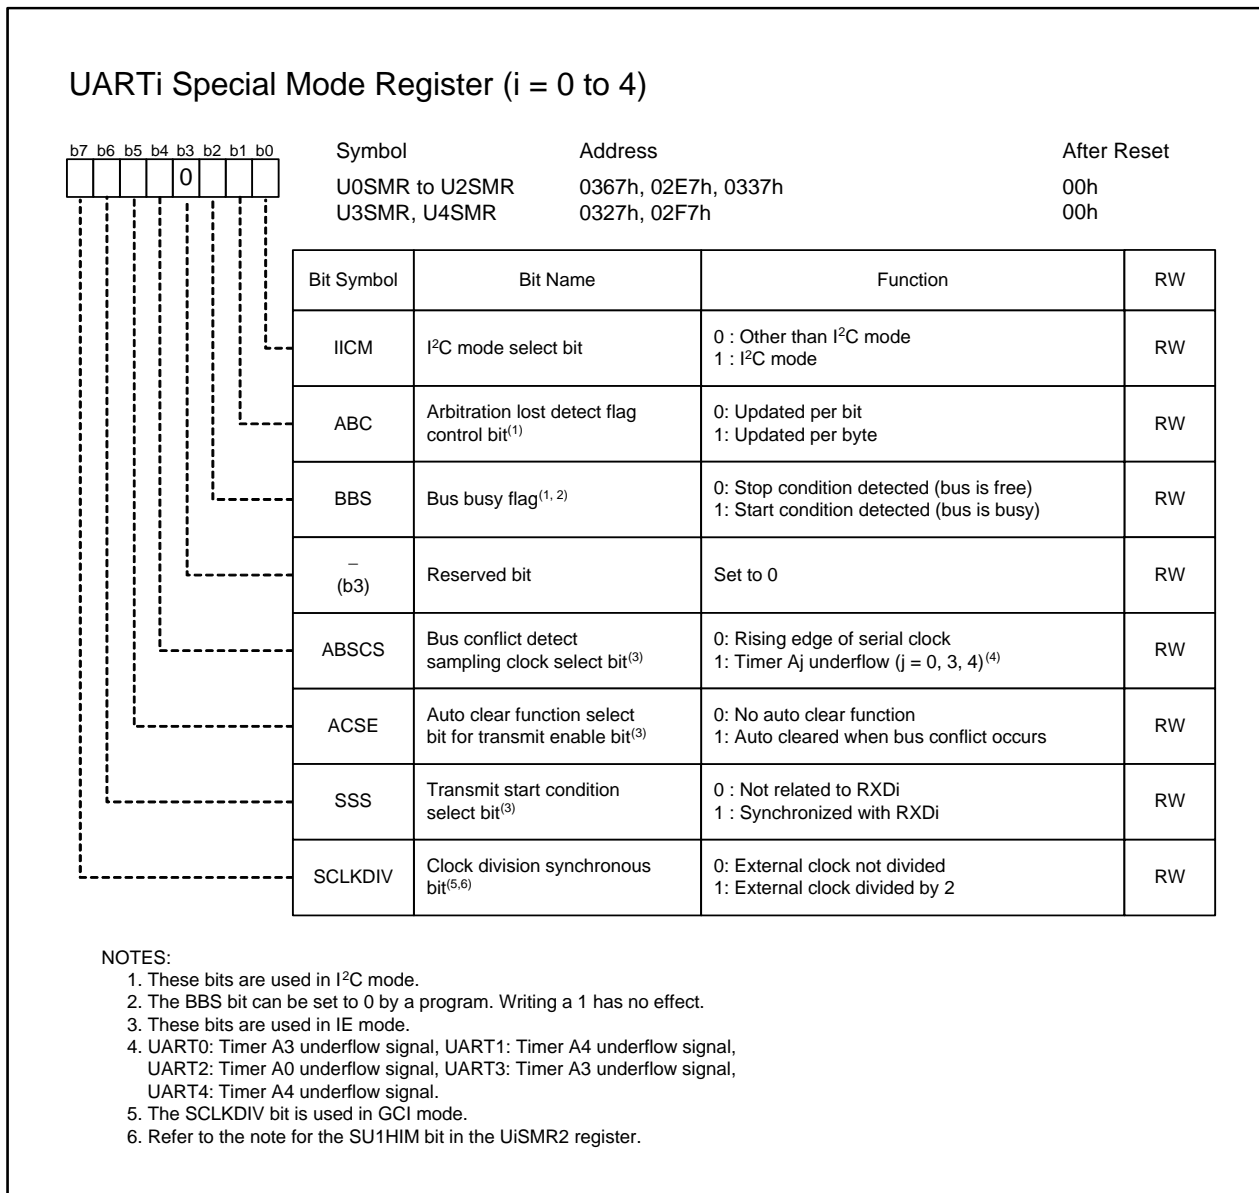 UARTi Special Mode Register (i = 0 to 4)
b7 b6 b5 b4 b3 b2 b1 b0
0
Symbol Address After Reset
U0SMR to U2SMR 0367h, 02E7h, 0337h 00h
U3SMR, U4SMR 0327h, 02F7h 00h
Bit Symbol Bit Name Function RW
IICM I²C mode select bit 0 : Other than I²C mode RW
1 : I²C mode
ABC Arbitration lost detect flag 0: Updated per bit RW
control bit(1) 1: Updated per byte
BBS Bus busy flag(1, 2) 0: Stop condition detected (bus is free) RW
1: Start condition detected (bus is busy)
–
(b3) Reserved bit Set to 0 RW
ABSCS Bus conflict detect 0: Rising edge of serial clock RW
sampling clock select bit(3) 1: Timer Aj underflow (j = 0, 3, 4)(4)
ACSE Auto clear function select 0: No auto clear function RW
bit for transmit enable bit(3) 1: Auto cleared when bus conflict occurs
SSS Transmit start condition 0 : Not related to RXDi RW
select bit(3) 1 : Synchronized with RXDi
SCLKDIV Clock division synchronous 0: External clock not divided RW
bit(5,6) 1: External clock divided by 2
NOTES:
1. These bits are used in I²C mode.
2. The BBS bit can be set to 0 by a program. Writing a 1 has no effect.
3. These bits are used in IE mode.
4. UART0: Timer A3 underflow signal, UART1: Timer A4 underflow signal,
UART2: Timer A0 underflow signal, UART3: Timer A3 underflow signal,
UART4: Timer A4 underflow signal.
5. The SCLKDIV bit is used in GCI mode.
6. Refer to the note for the SU1HIM bit in the UiSMR2 register.